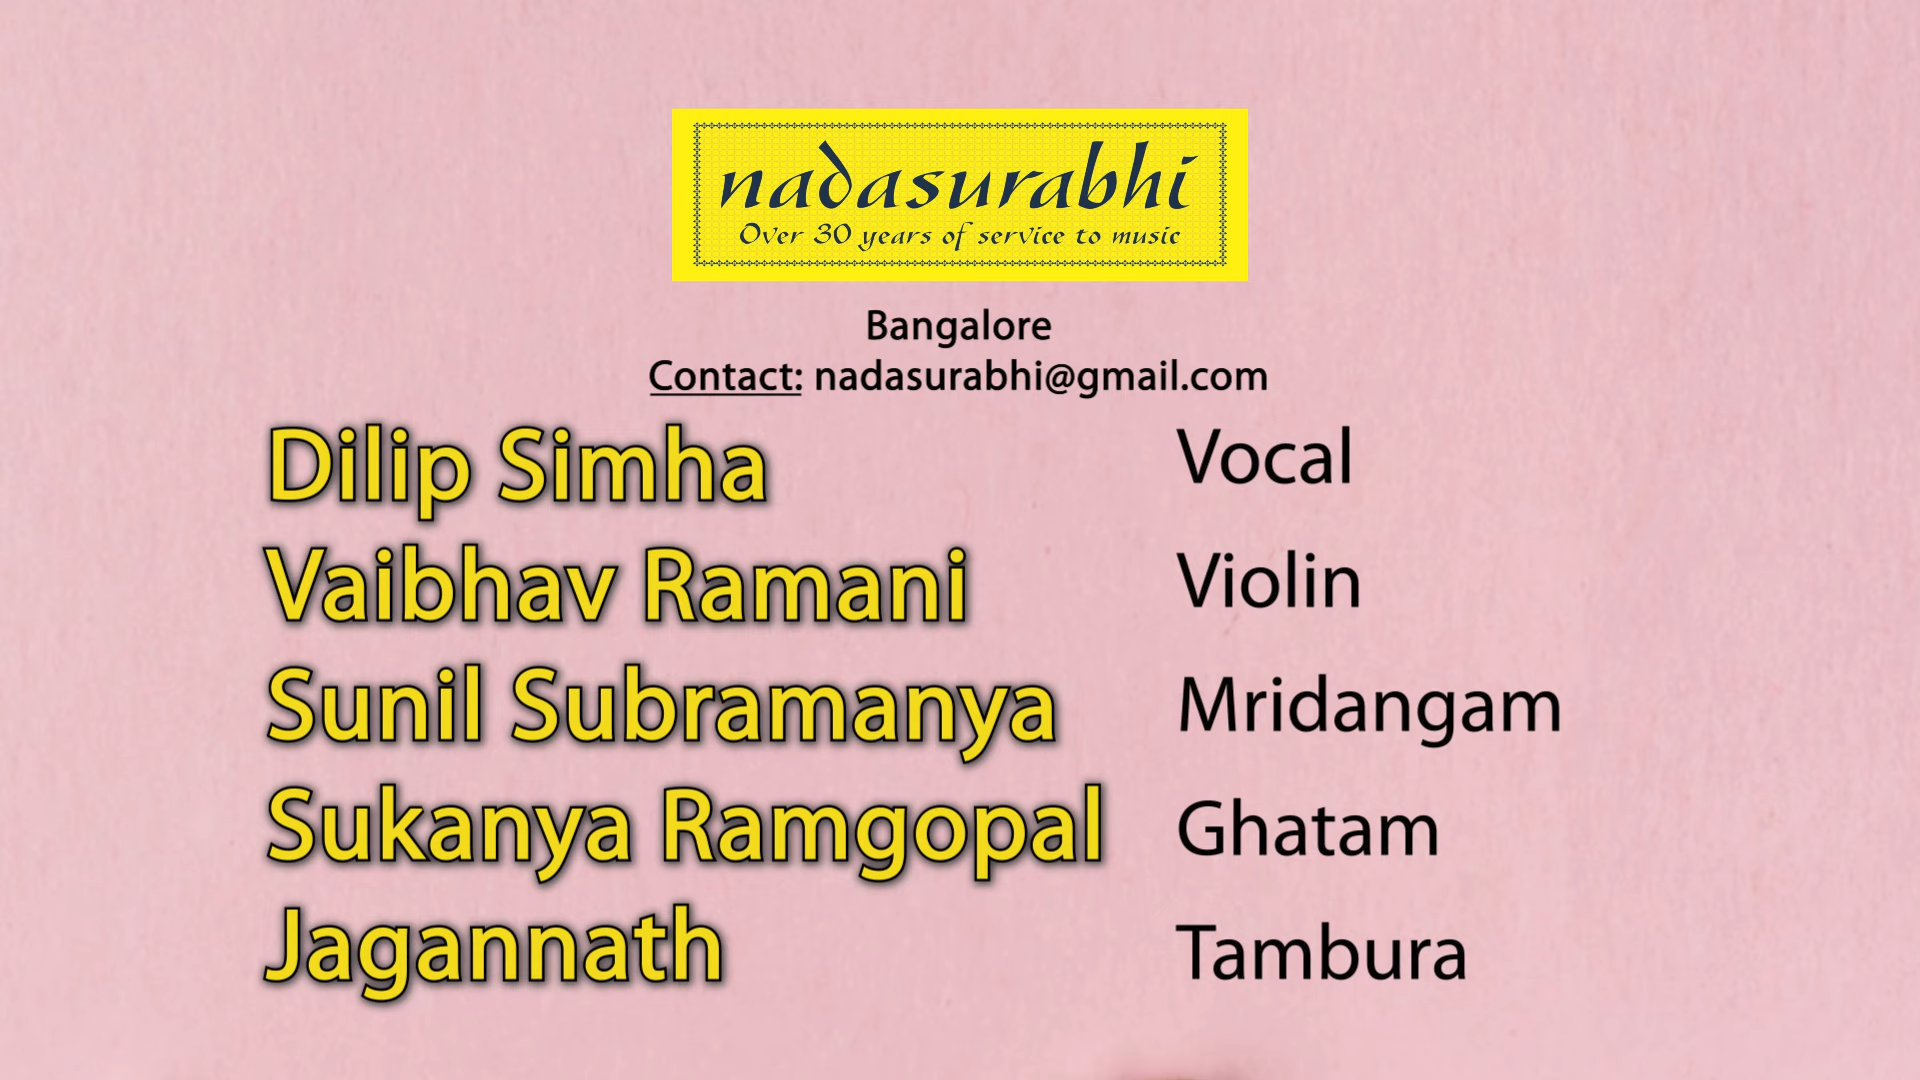 nadasurabhi
Over 30 years of service to music
Bangalore
Contact: nadasurabhi@gmail.com
Dilip Simha Vocal
Vaibhav Ramani Violin
Sunil Subramanya Mridangam
Sukanya Ramgopal Ghatam
Jagannath Tambura